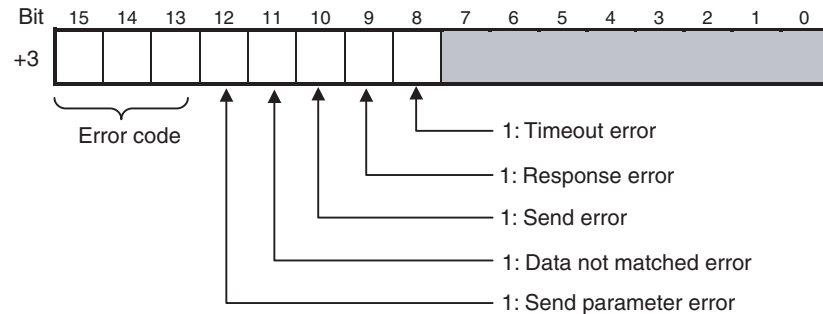 Bit 15 14 13 12 11 10 9 8 7 6 5 4 3 2 1 0
+3
Error code
1: Timeout error
1: Response error
1: Send error
1: Data not matched error
1: Send parameter error